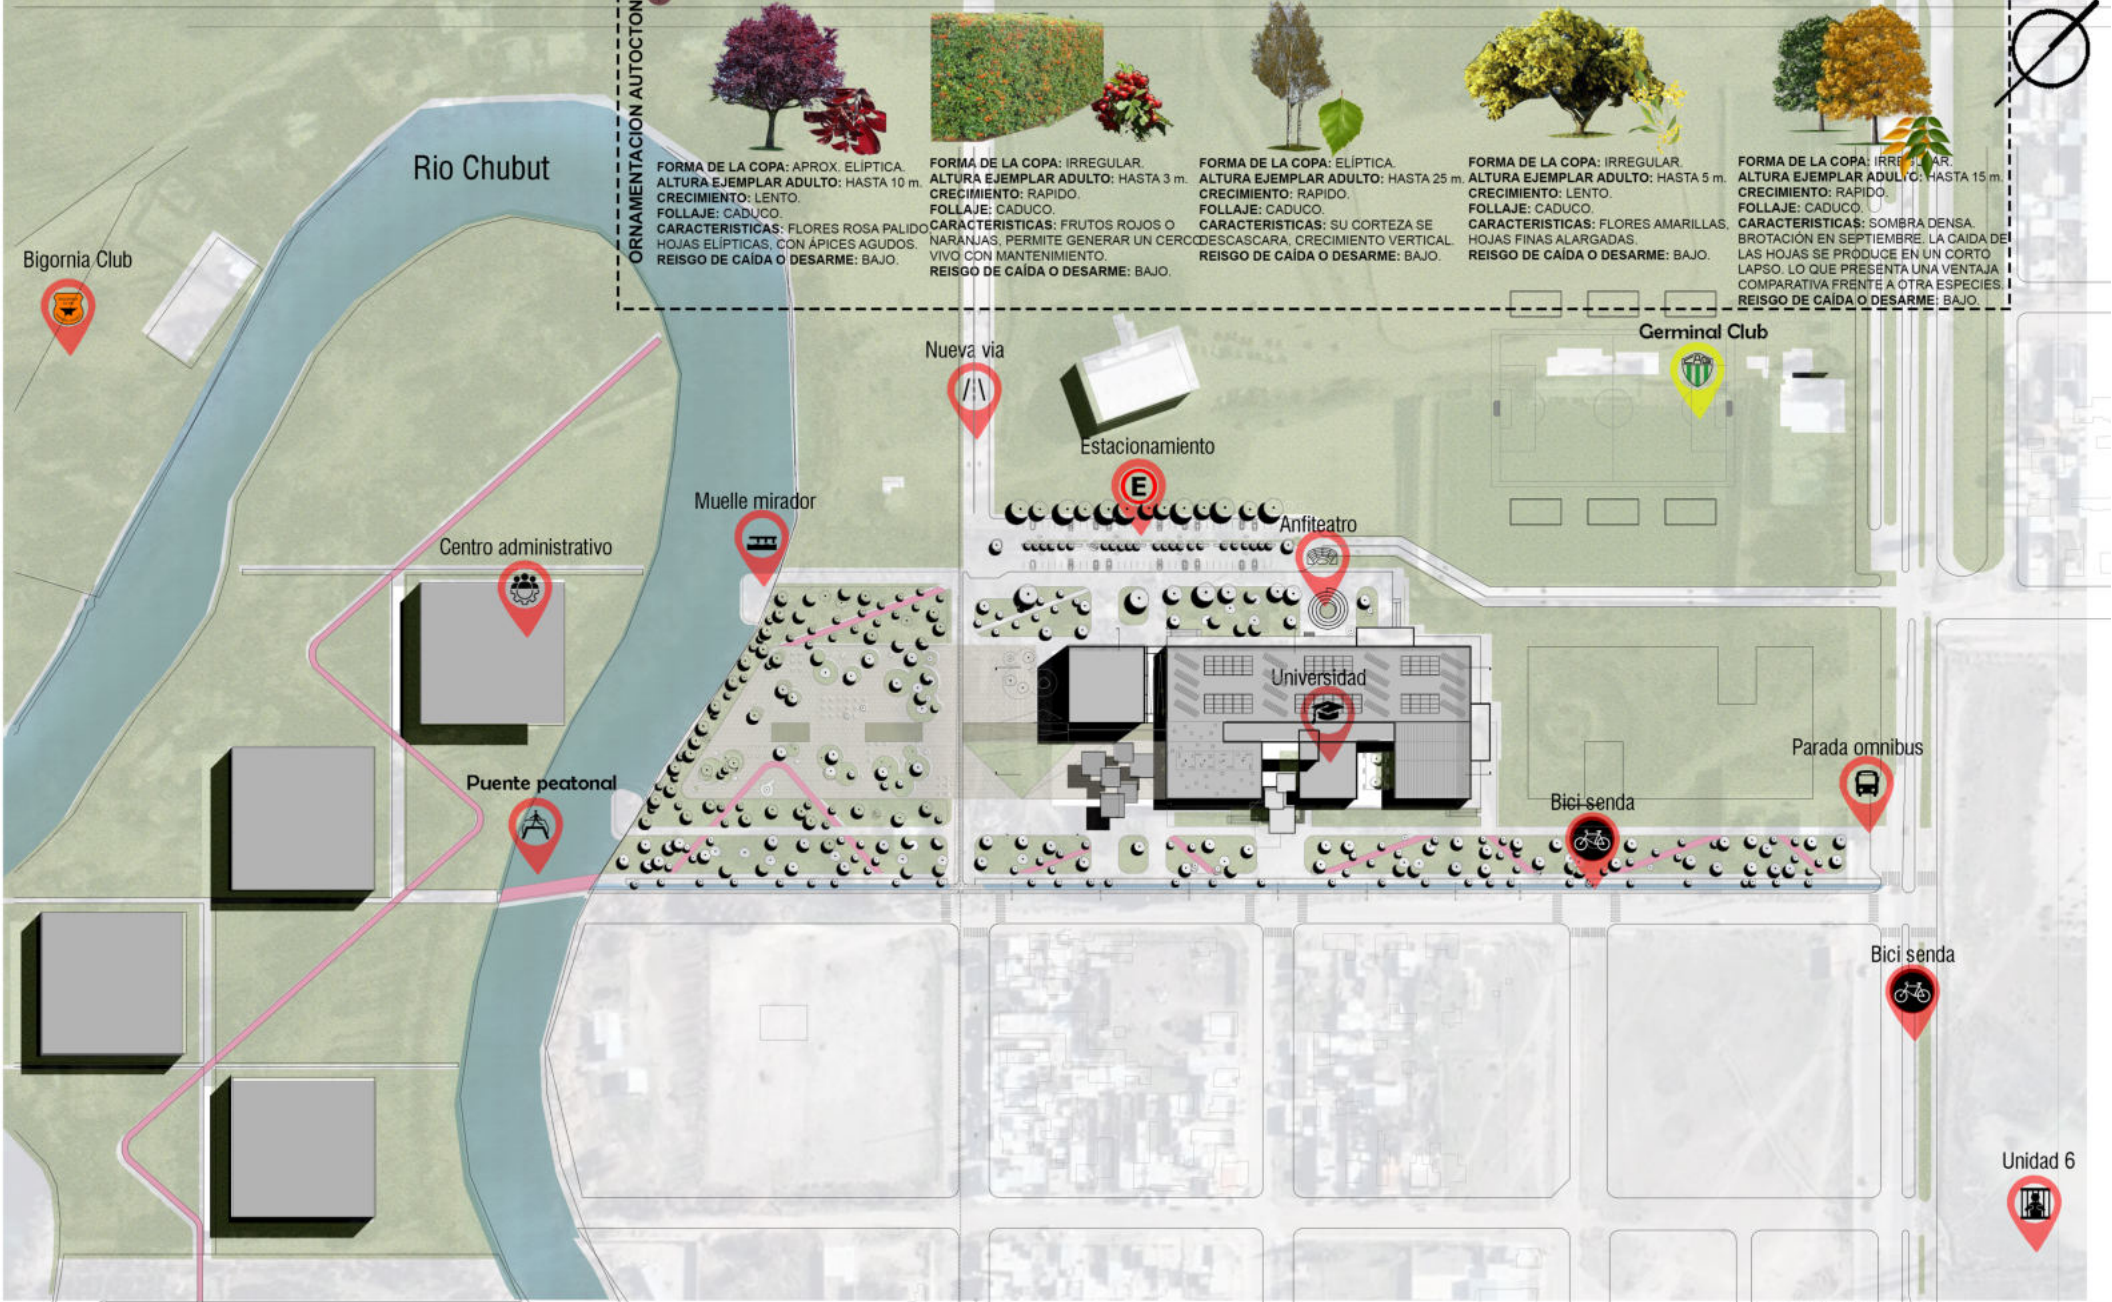 ORNAMENTACION AUTOCTON
FORMA DE LA COPA: APROX. ELÍPTICA.
ALTURA EJEMPLAR ADULTO: HASTA 10 m.
CRECIMIENTO: LENTO.
FOLLAJE: CADUCO.
CARACTERISTICAS: FLORES ROSA PALIDO
HOJAS ELÍPTICAS, CON ÁPICES AGUDOS.
REISGO DE CAÍDA O DESARME: BAJO.
FORMA DE LA COPA: IRREGULAR.
ALTURA EJEMPLAR ADULTO: HASTA 3 m.
CRECIMIENTO: RAPIDO.
FOLLAJE: CADUCO.
CARACTERISTICAS: FRUTOS ROJOS O
NARANJAS, PERMITE GENERAR UN CERCO
VIVO CON MANTENIMIENTO.
REISGO DE CAÍDA O DESARME: BAJO.
FORMA DE LA COPA: ELÍPTICA.
ALTURA EJEMPLAR ADULTO: HASTA 25 m.
CRECIMIENTO: RAPIDO.
FOLLAJE: CADUCO.
CARACTERISTICAS: SU CORTEZA SE
DESCASCARA, CRECIMIENTO VERTICAL.
REISGO DE CAÍDA O DESARME: BAJO.
FORMA DE LA COPA: IRREGULAR.
ALTURA EJEMPLAR ADULTO: HASTA 5 m.
CRECIMIENTO: LENTO.
FOLLAJE: CADUCO.
CARACTERISTICAS: FLORES AMARILLAS,
HOJAS FINAS ALARGADAS.
REISGO DE CAÍDA O DESARME: BAJO.
FORMA DE LA COPA: IRREGULAR.
ALTURA EJEMPLAR ADULTO: HASTA 15 m.
CRECIMIENTO: RAPIDO.
FOLLAJE: CADUCO.
CARACTERISTICAS: SOMBRA DENSA.
BROTACIÓN EN SEPTIEMBRE. LA CAIDA DE
LAS HOJAS SE PRODUCE EN UN CORTO
LAPSO. LO QUE PRESENTA UNA VENTAJA
COMPARATIVA FRENTE A OTRA ESPECIES.
REISGO DE CAÍDA O DESARME: BAJO.
Rio Chubut
Bigornia Club
Germinal Club
Nueva via
Estacionamiento
E
Muelle mirador
Anfiteatro
Centro administrativo
Universidad
Parada omnibus
Puente peatonal
Bici senda
Bici senda
Unidad 6